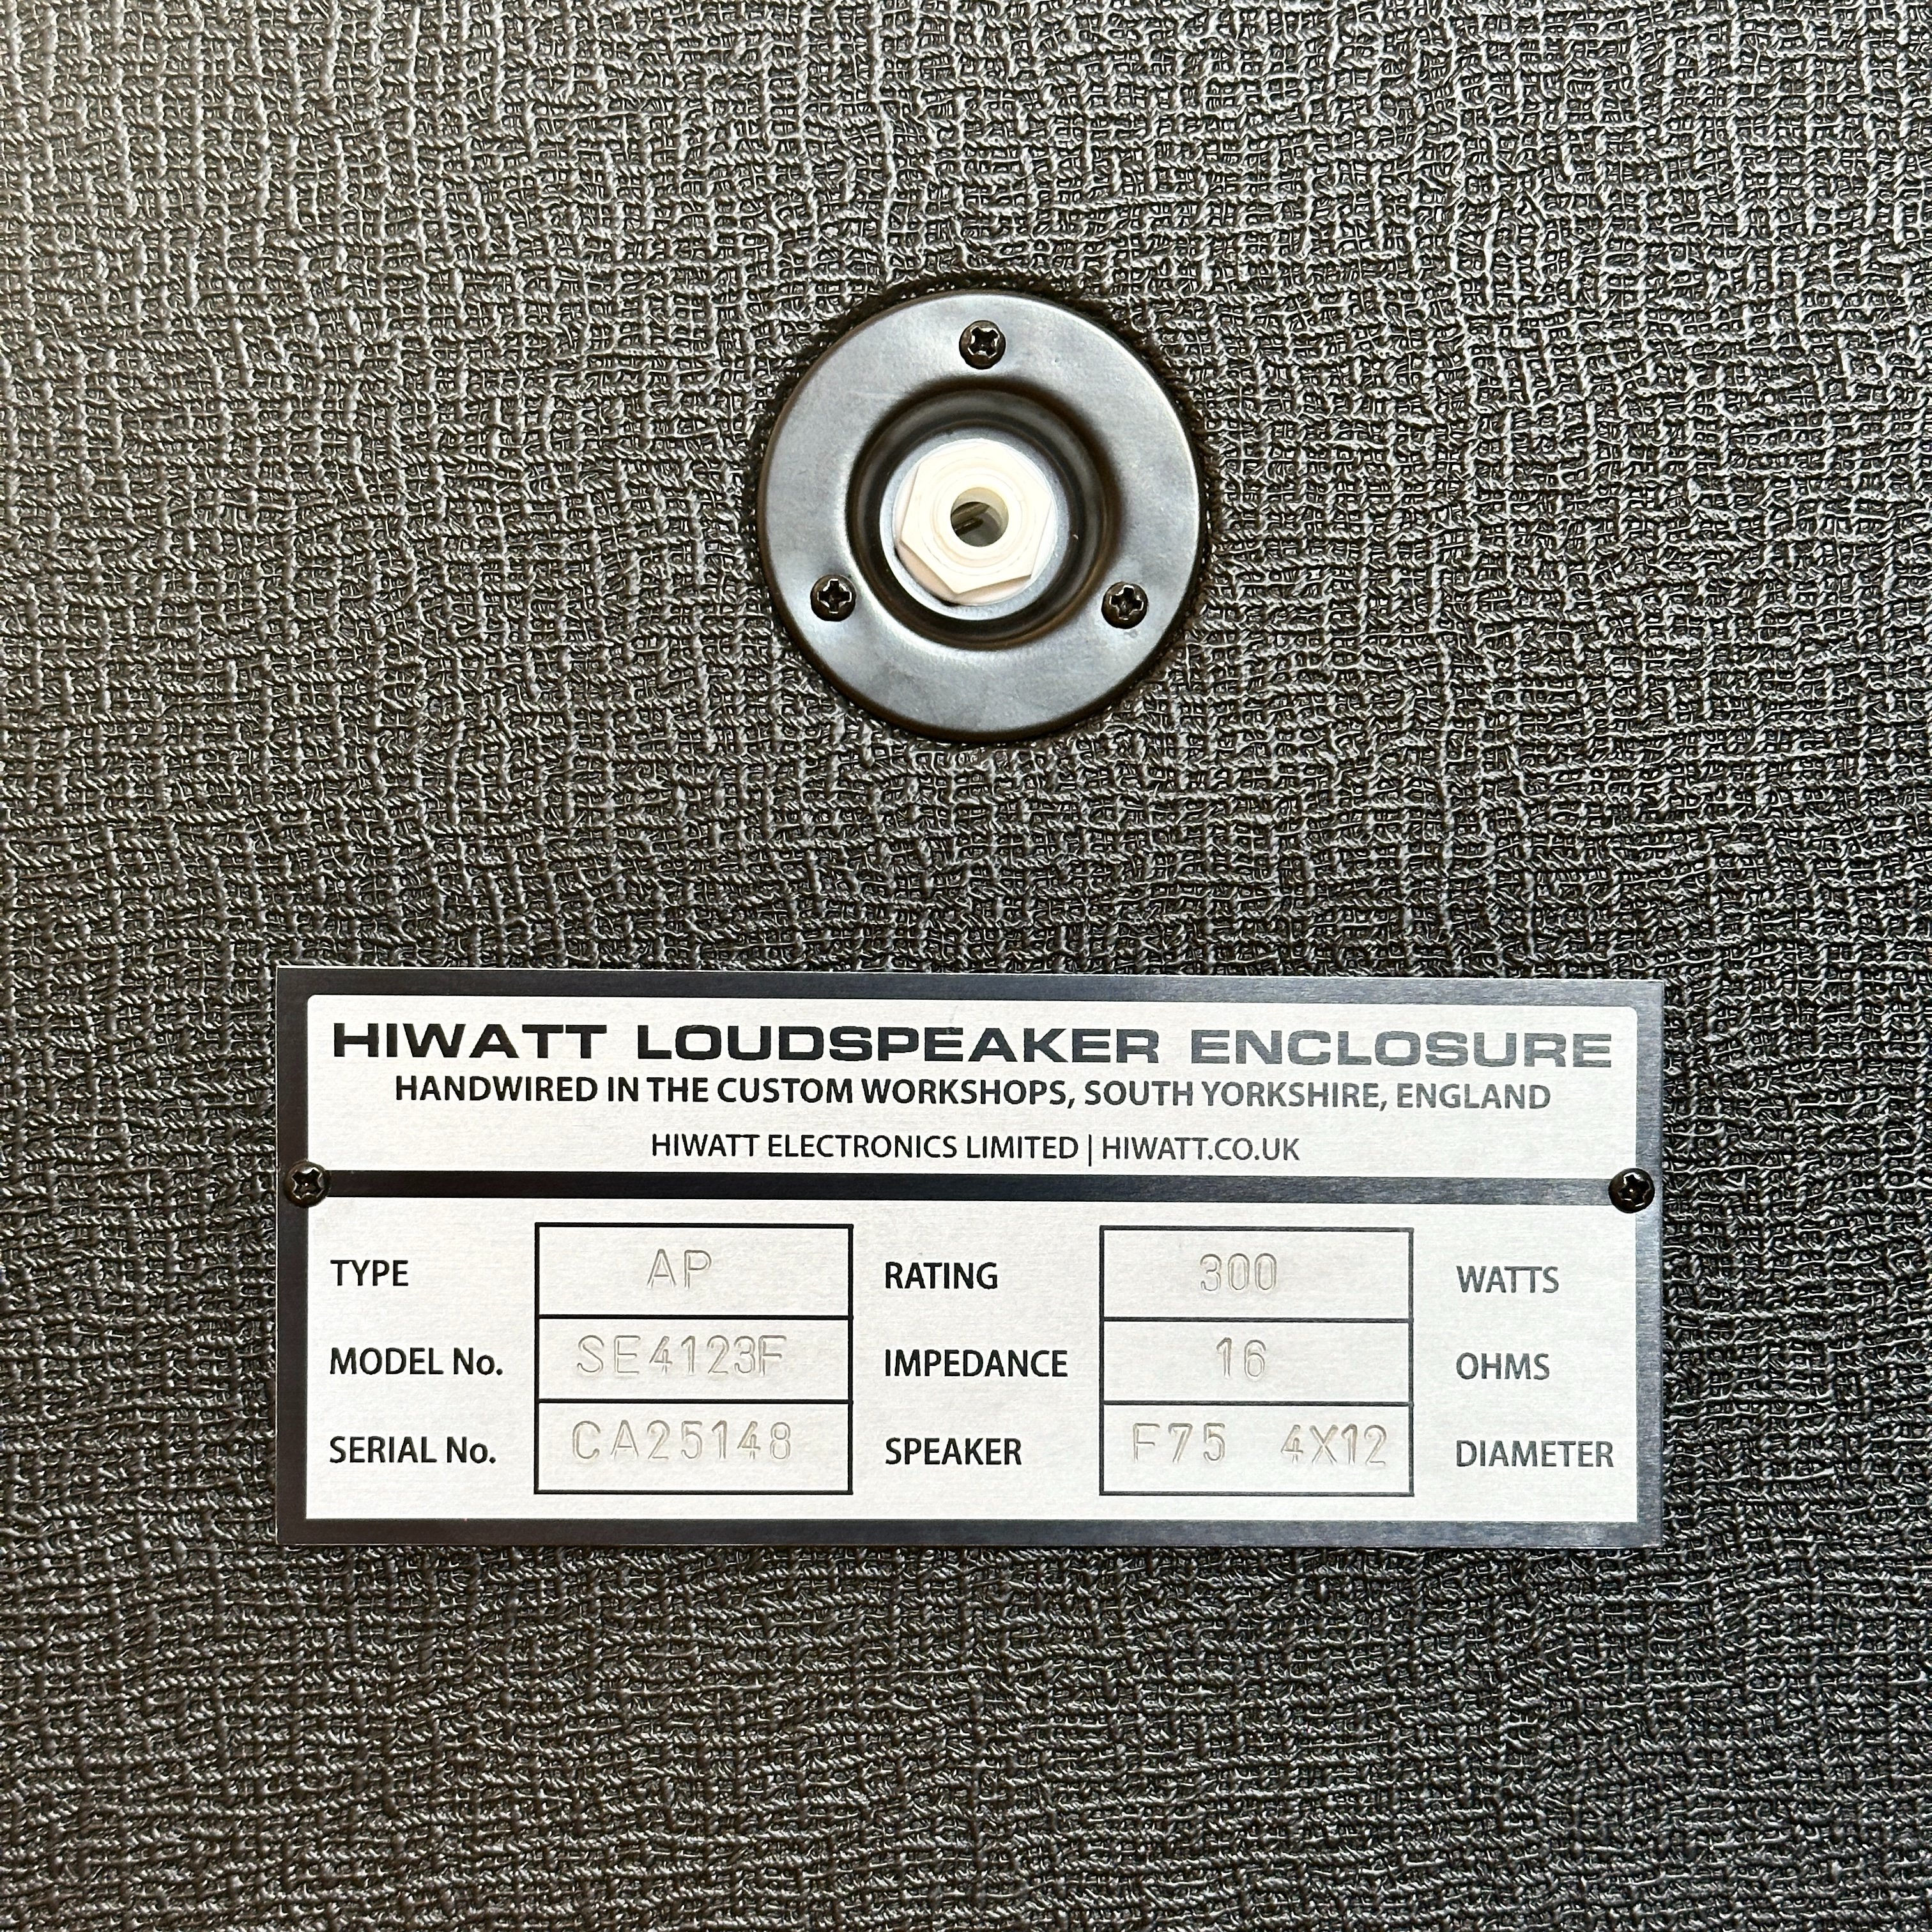 HIWATT LOUDSPEAKER ENCLOSURE
HANDWIRED IN THE CUSTOM WORKSHOPS, SOUTH YORKSHIRE, ENGLAND
HIWATT ELECTRONICS LIMITED | HIWATT.CO.UK
TYPE AP RATING 300 WATTS
MODEL No. SE4123F IMPEDANCE 16 OHMS
SERIAL No. CA25148 SPEAKER F75 4X12 DIAMETER